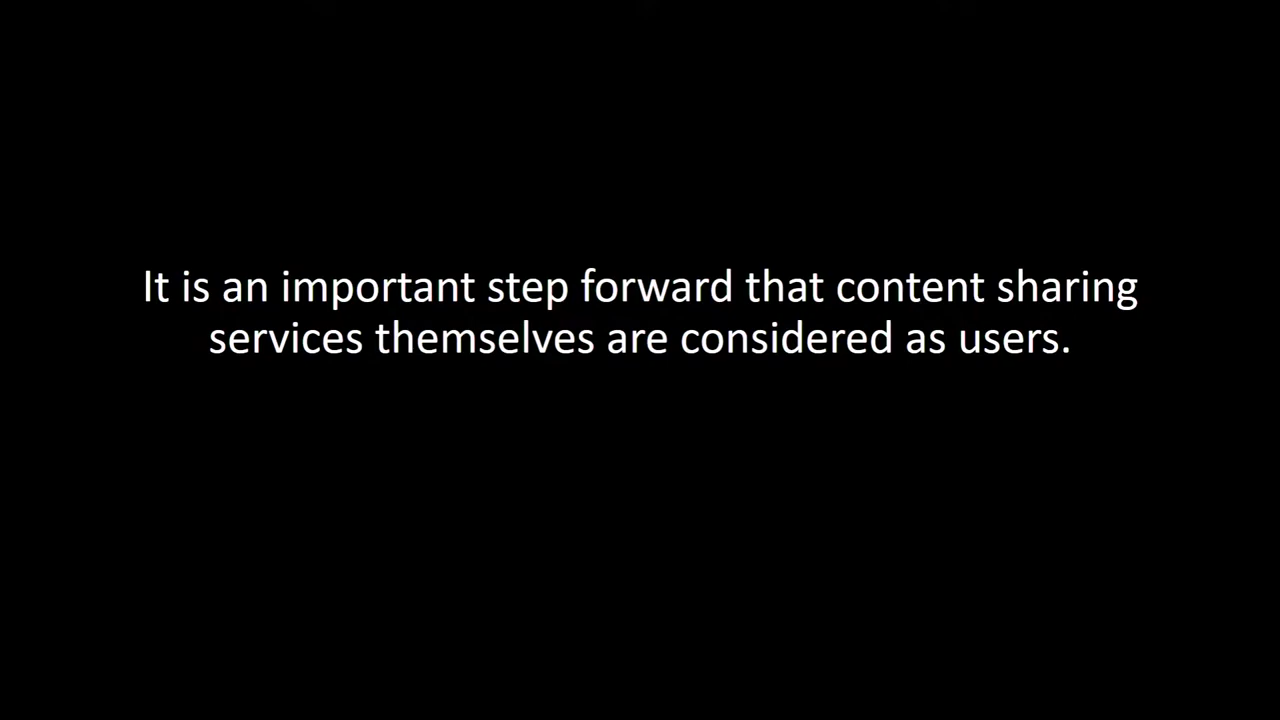 It is an important step forward that content sharing
services themselves are considered as users.